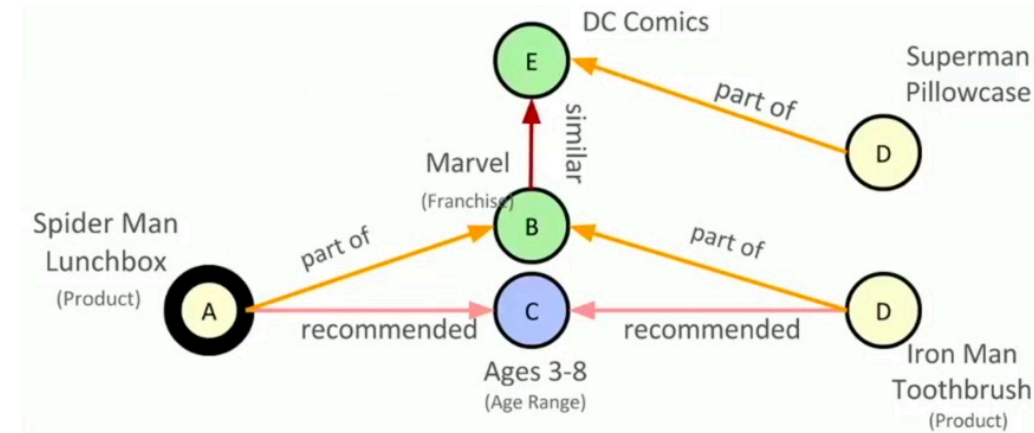 DC Comics
E
Superman
Pillowcase
part of
similar
D
Marvel
(Franchise)
B
Spider Man
Lunchbox
(Product)
part of
part of
A
recommended
C
recommended
D
Ages 3-8
(Age Range)
Iron Man
Toothbrush
(Product)